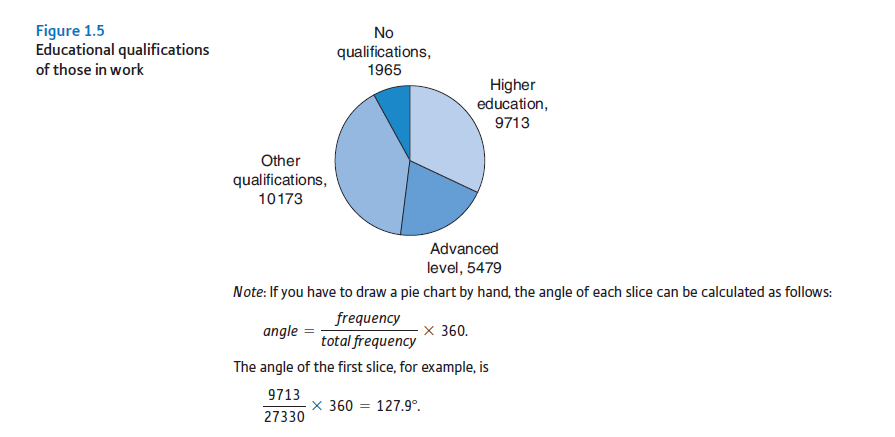 Figure 1.5
Educational qualifications
of those in work
No
qualifications,
1965
Higher
education,
9713
Other
qualifications,
10173
Advanced
level, 5479
Note: If you have to draw a pie chart by hand, the angle of each slice can be calculated as follows:
angle = frequency / total frequency × 360.
The angle of the first slice, for example, is
9713 / 27330 × 360 = 127.9°.